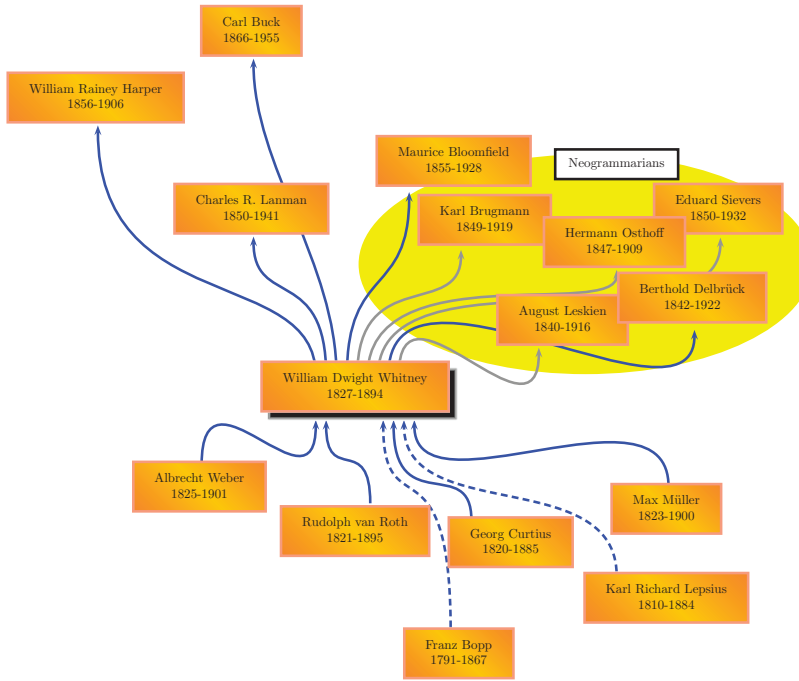 Carl Buck
1866-1955
William Rainey Harper
1856-1906
Maurice Bloomfield
1855-1928
Neogrammarians
Charles R. Lanman
1850-1941
Karl Brugmann
1849-1919
Eduard Sievers
1850-1932
Hermann Osthoff
1847-1909
Berthold Delbrück
1842-1922
August Leskien
1840-1916
William Dwight Whitney
1827-1894
Albrecht Weber
1825-1901
Max Müller
1823-1900
Rudolph van Roth
1821-1895
Georg Curtius
1820-1885
Karl Richard Lepsius
1810-1884
Franz Bopp
1791-1867